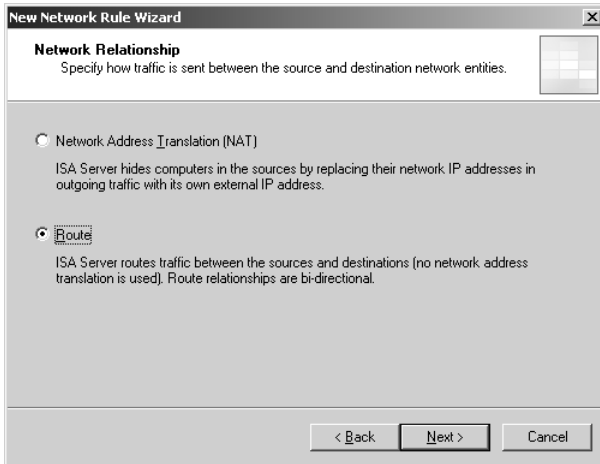 New Network Rule Wizard
Network Relationship
Specify how traffic is sent between the source and destination network entities.
Network Address Translation (NAT)
ISA Server hides computers in the sources by replacing their network IP addresses in
outgoing traffic with its own external IP address.
Route
ISA Server routes traffic between the sources and destinations (no network address
translation is used). Route relationships are bi-directional.
< Back Next > Cancel